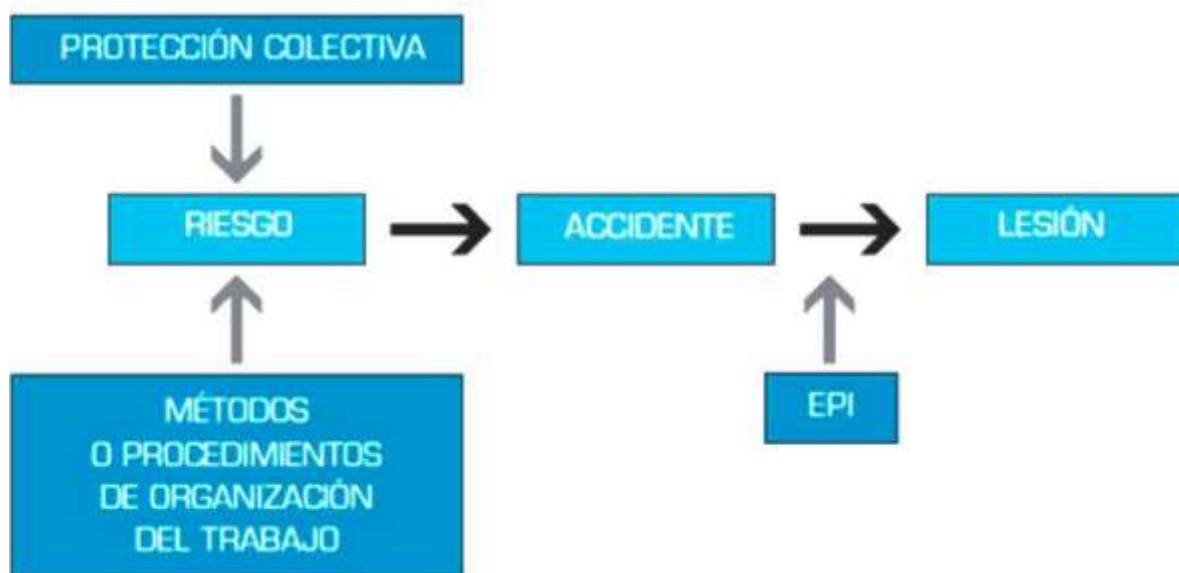 PROTECCIÓN COLECTIVA
RIESGO
ACCIDENTE
LESIÓN
MÉTODOS
O PROCEDIMIENTOS
DE ORGANIZACIÓN
DEL TRABAJO
EPI